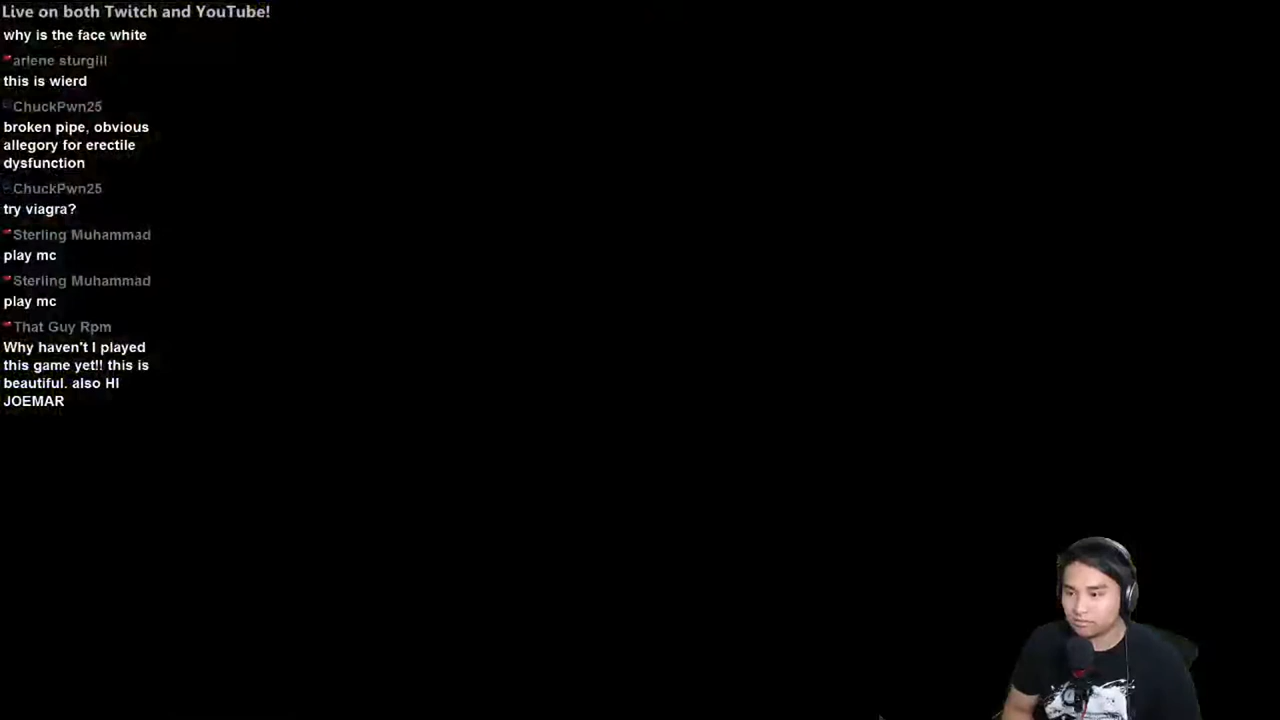 Live on both Twitch and YouTube!
why is the face white
arlene sturgill
this is wierd
ChuckPwn25
broken pipe, obvious
allegory for erectile
dysfunction
ChuckPwn25
try viagra?
Sterling Muhammad
play mc
Sterling Muhammad
play mc
That Guy Rpm
Why haven't I played
this game yet!! this is
beautiful. also HI
JOEMAR